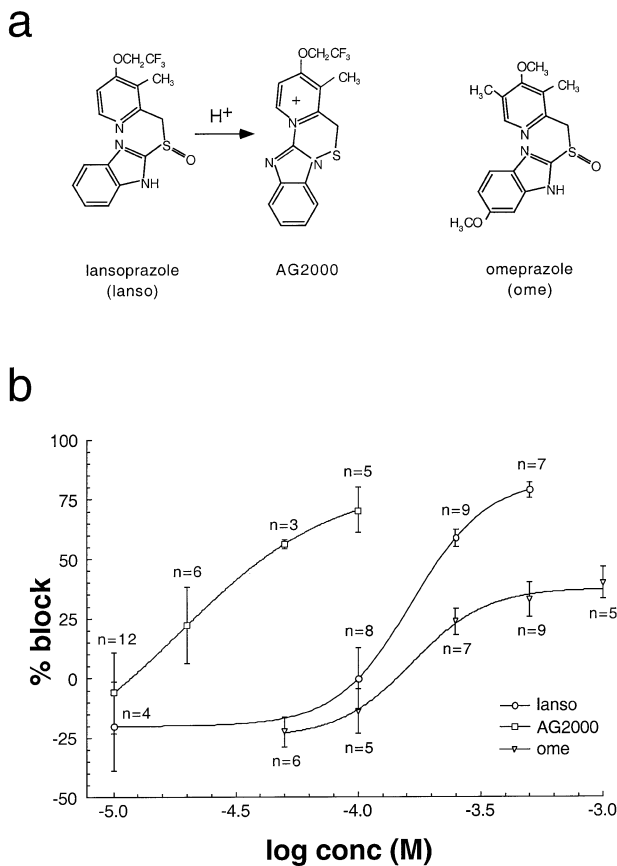 a
OCH2CF3
CH3
N
N
NH
S
O
H+
OCH2CF3
CH3
+
N
N
N
S
OCH3
H3C
CH3
N
N
NH
S
O
H3CO
lansoprazole
(lanso)
AG2000
omeprazole
(ome)
b
100
75
50
25
0
-25
-50
% block
n=12
n=4
n=6
n=3
n=5
n=8
n=9
n=7
n=6
n=5
n=7
n=9
n=5
lanso
AG2000
ome
-5.0
-4.5
-4.0
-3.5
-3.0
log conc (M)